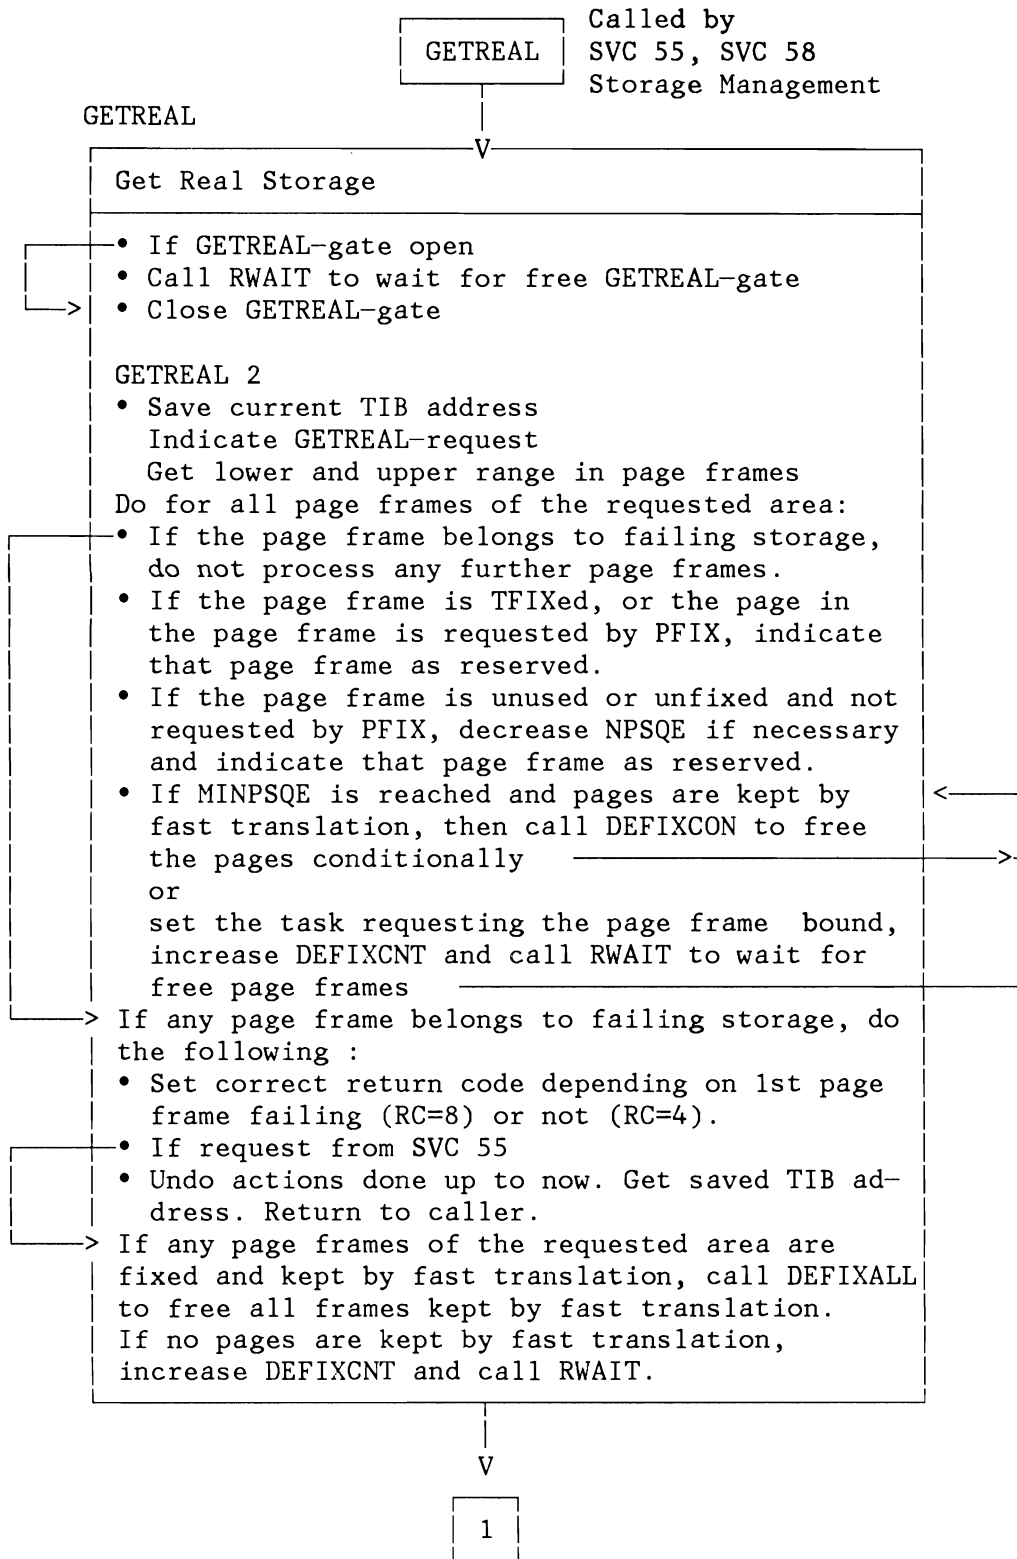 Called by
GETREAL SVC 55, SVC 58
Storage Management
GETREAL
V
Get Real Storage
• If GETREAL-gate open
• Call RWAIT to wait for free GETREAL-gate
> • Close GETREAL-gate
GETREAL 2
• Save current TIB address
Indicate GETREAL-request
Get lower and upper range in page frames
Do for all page frames of the requested area:
• If the page frame belongs to failing storage,
do not process any further page frames.
• If the page frame is TFIXed, or the page in
the page frame is requested by PFIX, indicate
that page frame as reserved.
• If the page frame is unused or unfixed and not
requested by PFIX, decrease NPSQE if necessary
and indicate that page frame as reserved.
• If MINPSQE is reached and pages are kept by <
fast translation, then call DEFIXCON to free
the pages conditionally >
or
set the task requesting the page frame bound,
increase DEFIXCNT and call RWAIT to wait for
free page frames
> If any page frame belongs to failing storage, do
the following :
• Set correct return code depending on 1st page
frame failing (RC=8) or not (RC=4).
• If request from SVC 55
• Undo actions done up to now. Get saved TIB ad-
dress. Return to caller.
> If any page frames of the requested area are
fixed and kept by fast translation, call DEFIXALL
to free all frames kept by fast translation.
If no pages are kept by fast translation,
increase DEFIXCNT and call RWAIT.
V
1